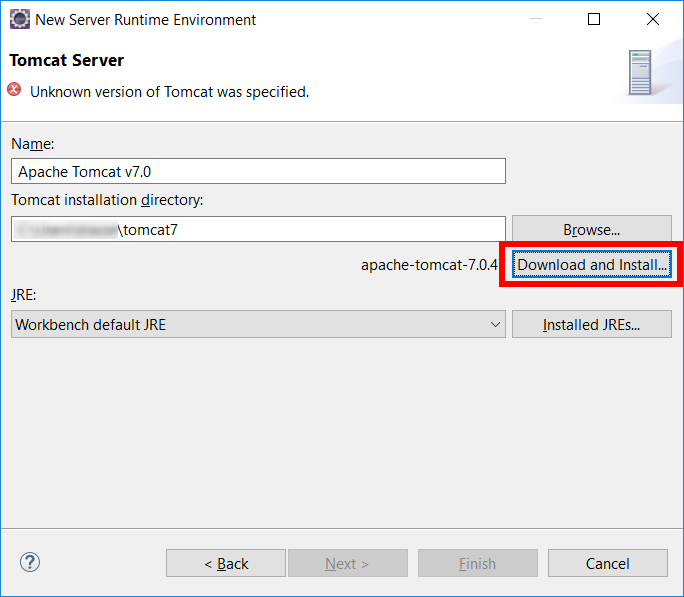 New Server Runtime Environment
Tomcat Server
Unknown version of Tomcat was specified.
Name:
Apache Tomcat v7.0
Tomcat installation directory:
\tomcat7
Browse...
apache-tomcat-7.0.4
Download and Install...
JRE:
Workbench default JRE
Installed JREs...
?
< Back
Next >
Finish
Cancel